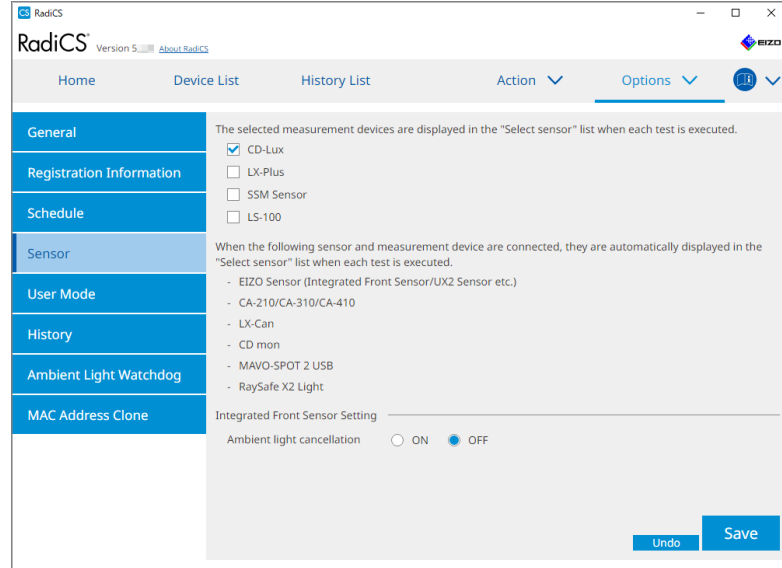 CS RadiCS
RadiCS® Version 5. About RadiCS
EIZO
Home Device List History List Action Options
General
Registration Information
Schedule
Sensor
User Mode
History
Ambient Light Watchdog
MAC Address Clone
The selected measurement devices are displayed in the "Select sensor" list when each test is executed.
CD-Lux
LX-Plus
SSM Sensor
LS-100
When the following sensor and measurement device are connected, they are automatically displayed in the
"Select sensor" list when each test is executed.
- EIZO Sensor (Integrated Front Sensor/UX2 Sensor etc.)
- CA-210/CA-310/CA-410
- LX-Can
- CD mon
- MAVO-SPOT 2 USB
- RaySafe X2 Light
Integrated Front Sensor Setting
Ambient light cancellation ON OFF
Undo Save